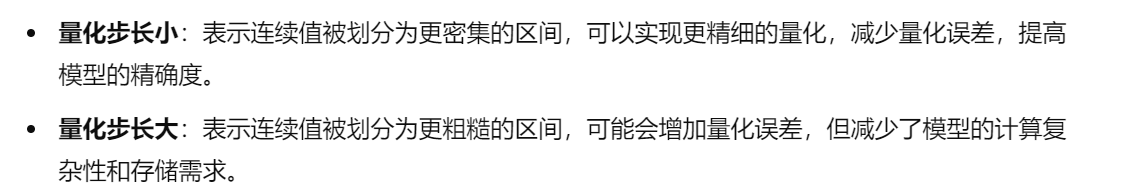 • 量化步长小：表示连续值被划分为更密集的区间，可以实现更精细的量化，减少量化误差，提高
模型的精确度。
• 量化步长大：表示连续值被划分为更粗糙的区间，可能会增加量化误差，但减少了模型的计算复
杂性和存储需求。